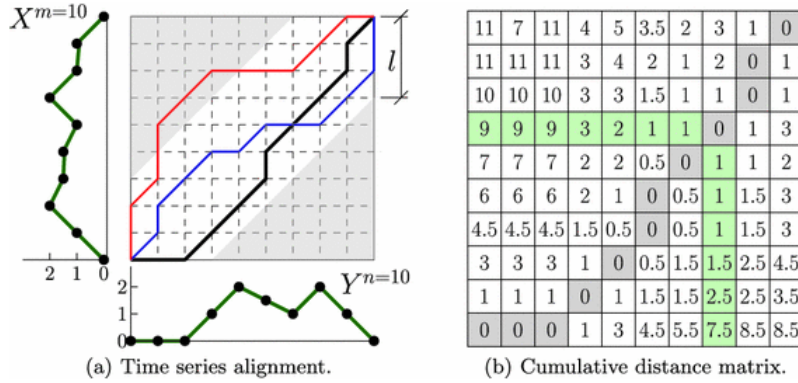 X^{m=10}
l
2 1 0
Y^{n=10}
2
1
0
(a) Time series alignment.
11 7 11 4 5 3.5 2 3 1 0
11 11 11 3 4 2 1 2 0 1
10 10 10 3 3 1.5 1 1 0 1
9 9 9 3 2 1 1 0 1 3
7 7 7 2 2 0.5 0 1 1 2
6 6 6 2 1 0 0.5 1 1.5 3
4.5 4.5 4.5 1.5 0.5 0 0.5 1 1.5 3
3 3 3 1 0 0.5 1.5 1.5 2.5 4.5
1 1 1 0 1 1.5 1.5 2.5 2.5 3.5
0 0 0 1 3 4.5 5.5 7.5 8.5 8.5
(b) Cumulative distance matrix.